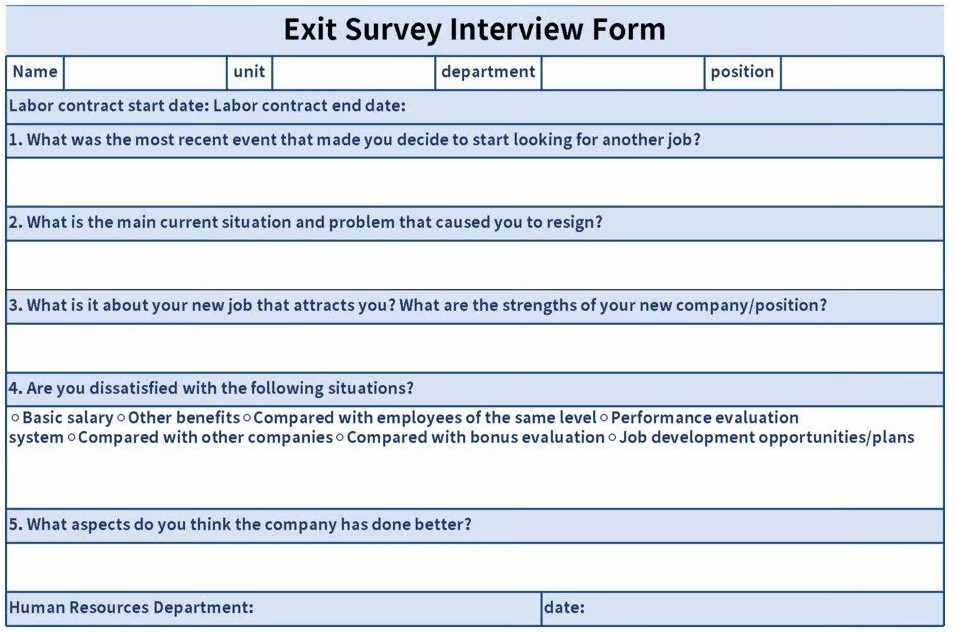 Exit Survey Interview Form
Name unit department position
Labor contract start date: Labor contract end date:
1. What was the most recent event that made you decide to start looking for another job?
2. What is the main current situation and problem that caused you to resign?
3. What is it about your new job that attracts you? What are the strengths of your new company/position?
4. Are you dissatisfied with the following situations?
○Basic salary○Other benefits○Compared with employees of the same level○Performance evaluation
system○Compared with other companies○Compared with bonus evaluation○Job development opportunities/plans
5. What aspects do you think the company has done better?
Human Resources Department: date: